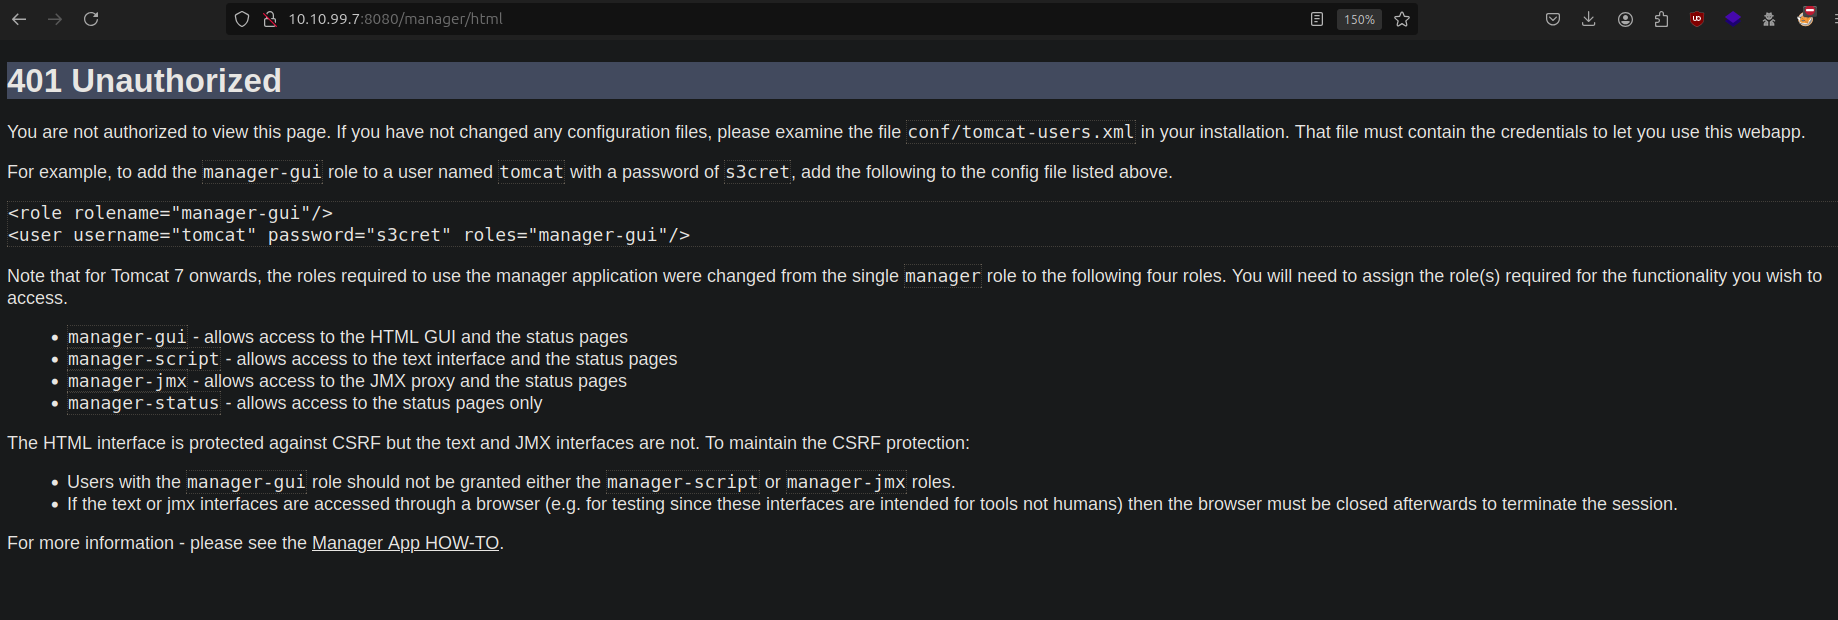 10.10.99.7:8080/manager/html
150%
401 Unauthorized
You are not authorized to view this page. If you have not changed any configuration files, please examine the file conf/tomcat-users.xml in your installation. That file must contain the credentials to let you use this webapp.
For example, to add the manager-gui role to a user named tomcat with a password of s3cret, add the following to the config file listed above.
<role rolename="manager-gui"/>
<user username="tomcat" password="s3cret" roles="manager-gui"/>
Note that for Tomcat 7 onwards, the roles required to use the manager application were changed from the single manager role to the following four roles. You will need to assign the role(s) required for the functionality you wish to
access.
• manager-gui - allows access to the HTML GUI and the status pages
• manager-script - allows access to the text interface and the status pages
• manager-jmx - allows access to the JMX proxy and the status pages
• manager-status - allows access to the status pages only
The HTML interface is protected against CSRF but the text and JMX interfaces are not. To maintain the CSRF protection:
• Users with the manager-gui role should not be granted either the manager-script or manager-jmx roles.
• If the text or jmx interfaces are accessed through a browser (e.g. for testing since these interfaces are intended for tools not humans) then the browser must be closed afterwards to terminate the session.
For more information - please see the Manager App HOW-TO.